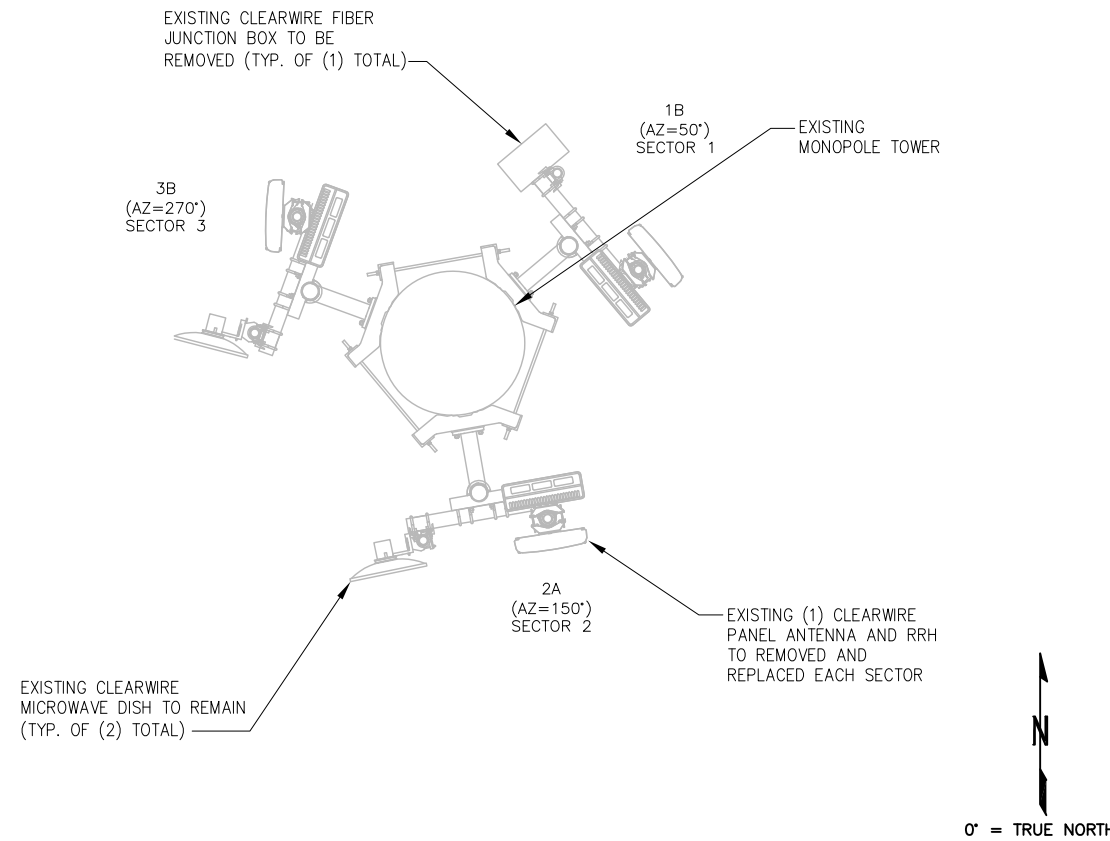 EXISTING CLEARWIRE FIBER
JUNCTION BOX TO BE
REMOVED (TYP. OF (1) TOTAL)
1B
(AZ=50°)
SECTOR 1
EXISTING
MONOPOLE TOWER
3B
(AZ=270°)
SECTOR 3
2A
(AZ=150°)
SECTOR 2
EXISTING (1) CLEARWIRE
PANEL ANTENNA AND RRH
TO REMOVED AND
REPLACED EACH SECTOR
EXISTING CLEARWIRE
MICROWAVE DISH TO REMAIN
(TYP. OF (2) TOTAL)
N
0° = TRUE NORTH